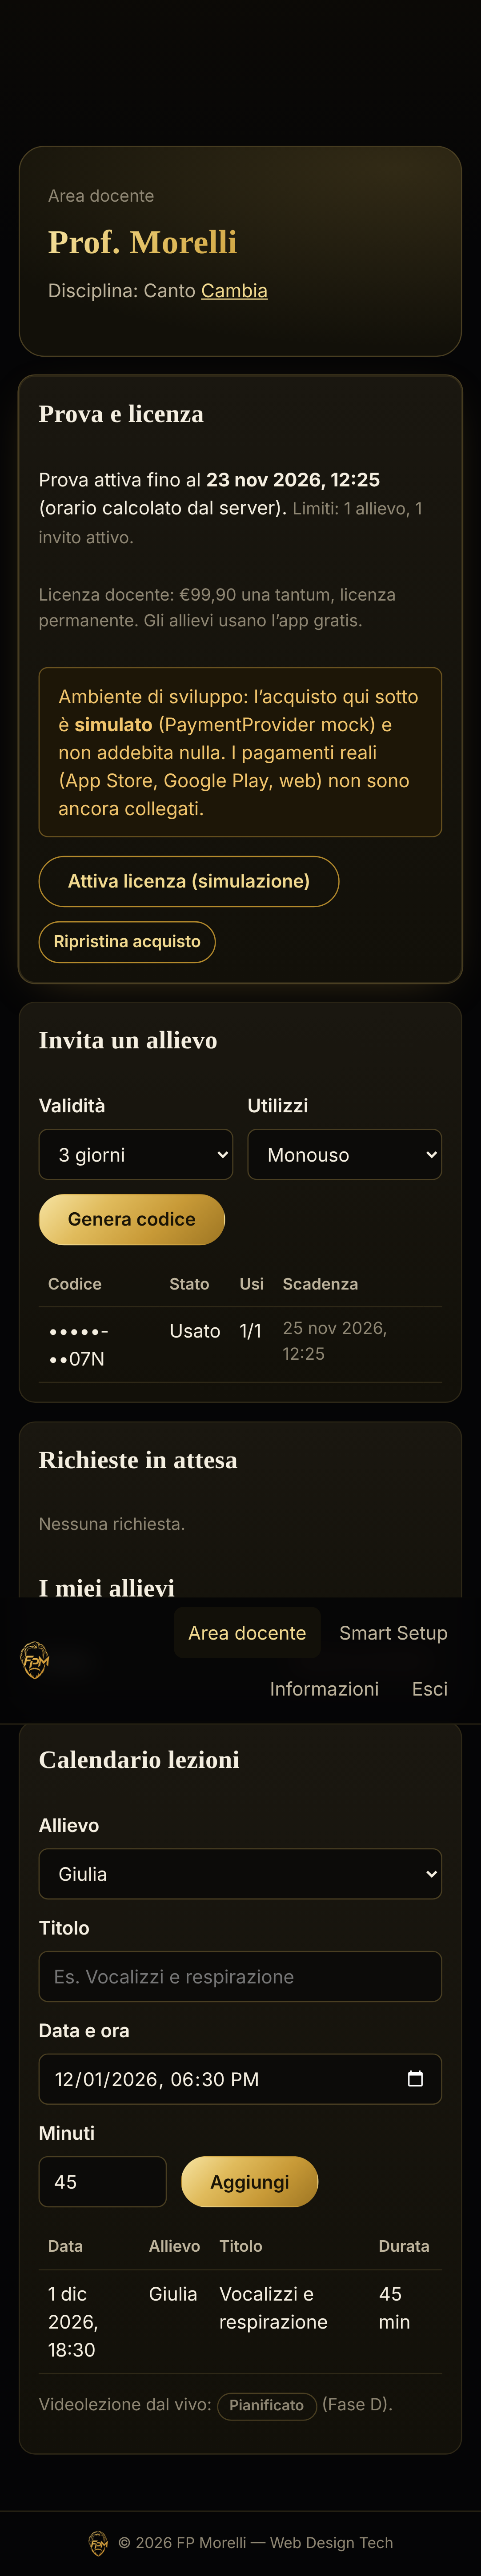 Area docente
Prof. Morelli
Disciplina: Canto Cambia
Prova e licenza
Prova attiva fino al 23 nov 2026, 12:25
(orario calcolato dal server). Limiti: 1 allievo, 1
invito attivo.
Licenza docente: €99,90 una tantum, licenza
permanente. Gli allievi usano l’app gratis.
Ambiente di sviluppo: l’acquisto qui sotto
è simulato (PaymentProvider mock) e
non addebita nulla. I pagamenti reali
(App Store, Google Play, web) non sono
ancora collegati.
Attiva licenza (simulazione)
Ripristina acquisto
Invita un allievo
Validità Utilizzi
3 giorni Monouso
Genera codice
Codice Stato Usi Scadenza
•••••- Usato 1/1 25 nov 2026,
••07N 12:25
Richieste in attesa
Nessuna richiesta.
I miei allievi
FPM
Area docente Smart Setup
Informazioni Esci
Calendario lezioni
Allievo
Giulia
Titolo
Es. Vocalizzi e respirazione
Data e ora
12/01/2026, 06:30 PM
Minuti
45 Aggiungi
Data Allievo Titolo Durata
1 dic Giulia Vocalizzi e 45
2026, respirazione min
18:30
Videolezione dal vivo: Pianificato (Fase D).
FPM © 2026 FP Morelli — Web Design Tech